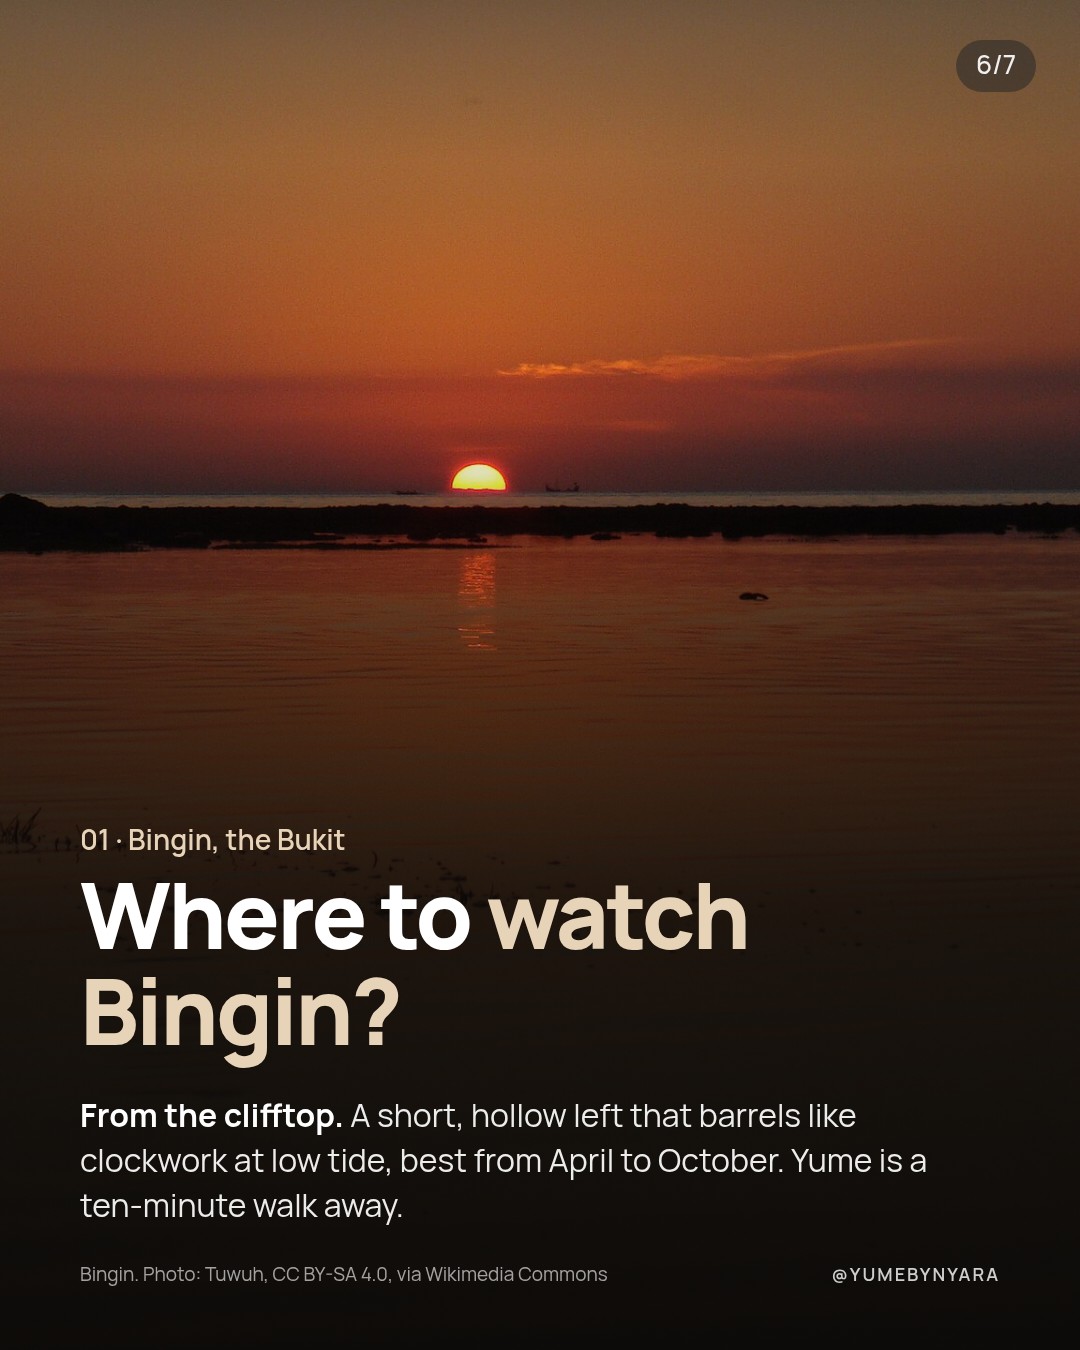 6/7
01 · Bingin, the Bukit
Where to watch
Bingin?
From the clifftop. A short, hollow left that barrels like
clockwork at low tide, best from April to October. Yume is a
ten-minute walk away.
Bingin. Photo: Tuwuh, CC BY-SA 4.0, via Wikimedia Commons
@YUMEBYNYARA